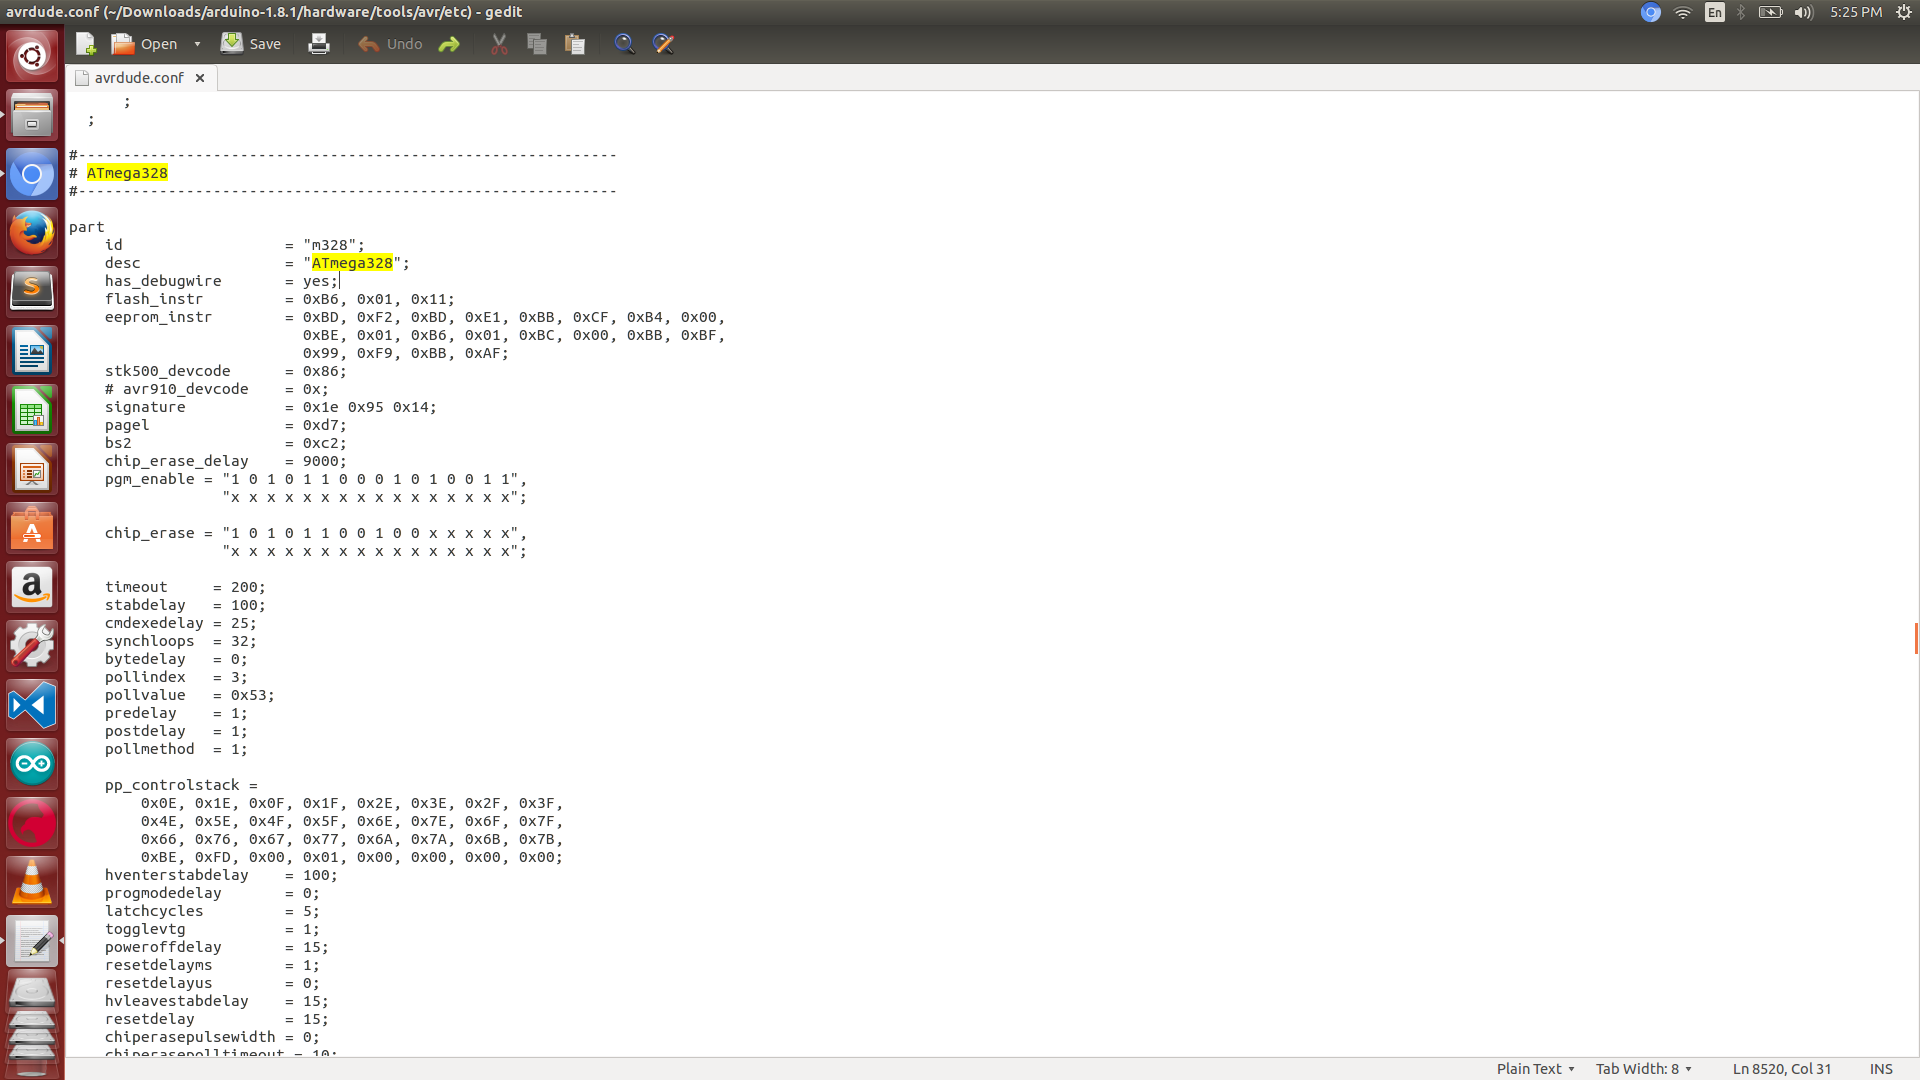 avrdude.conf (~/Downloads/arduino-1.8.1/hardware/tools/avr/etc) - gedit
En
5:25 PM
Open
Save
Undo
avrdude.conf
;
;
#------------------------------------------------------------
# ATmega328
#------------------------------------------------------------
part
id = "m328";
desc = "ATmega328";
has_debugwire = yes;
flash_instr = 0xB6, 0x01, 0x11;
eeprom_instr = 0xBD, 0xF2, 0xBD, 0xE1, 0xBB, 0xCF, 0xB4, 0x00,
0xBE, 0x01, 0xB6, 0x01, 0xBC, 0x00, 0xBB, 0xBF,
0x99, 0xF9, 0xBB, 0xAF;
stk500_devcode = 0x86;
# avr910_devcode = 0x;
signature = 0x1e 0x95 0x14;
pagel = 0xd7;
bs2 = 0xc2;
chip_erase_delay = 9000;
pgm_enable = "1 0 1 0 1 1 0 0 0 1 0 1 0 0 1 1",
"x x x x x x x x x x x x x x x x";
chip_erase = "1 0 1 0 1 1 0 0 1 0 0 x x x x x",
"x x x x x x x x x x x x x x x x";
timeout = 200;
stabdelay = 100;
cmdexedelay = 25;
synchloops = 32;
bytedelay = 0;
pollindex = 3;
pollvalue = 0x53;
predelay = 1;
postdelay = 1;
pollmethod = 1;
pp_controlstack =
0x0E, 0x1E, 0x0F, 0x1F, 0x2E, 0x3E, 0x2F, 0x3F,
0x4E, 0x5E, 0x4F, 0x5F, 0x6E, 0x7E, 0x6F, 0x7F,
0x66, 0x76, 0x67, 0x77, 0x6A, 0x7A, 0x6B, 0x7B,
0xBE, 0xFD, 0x00, 0x01, 0x00, 0x00, 0x00, 0x00;
hventerstabdelay = 100;
progmodedelay = 0;
latchcycles = 5;
togglevtg = 1;
poweroffdelay = 15;
resetdelayms = 1;
resetdelayus = 0;
hvleavestabdelay = 15;
resetdelay = 15;
chiperasepulsewidth = 0;
chiperasepolltimeout = 10;
Plain Text
Tab Width: 8
Ln 8520, Col 31
INS